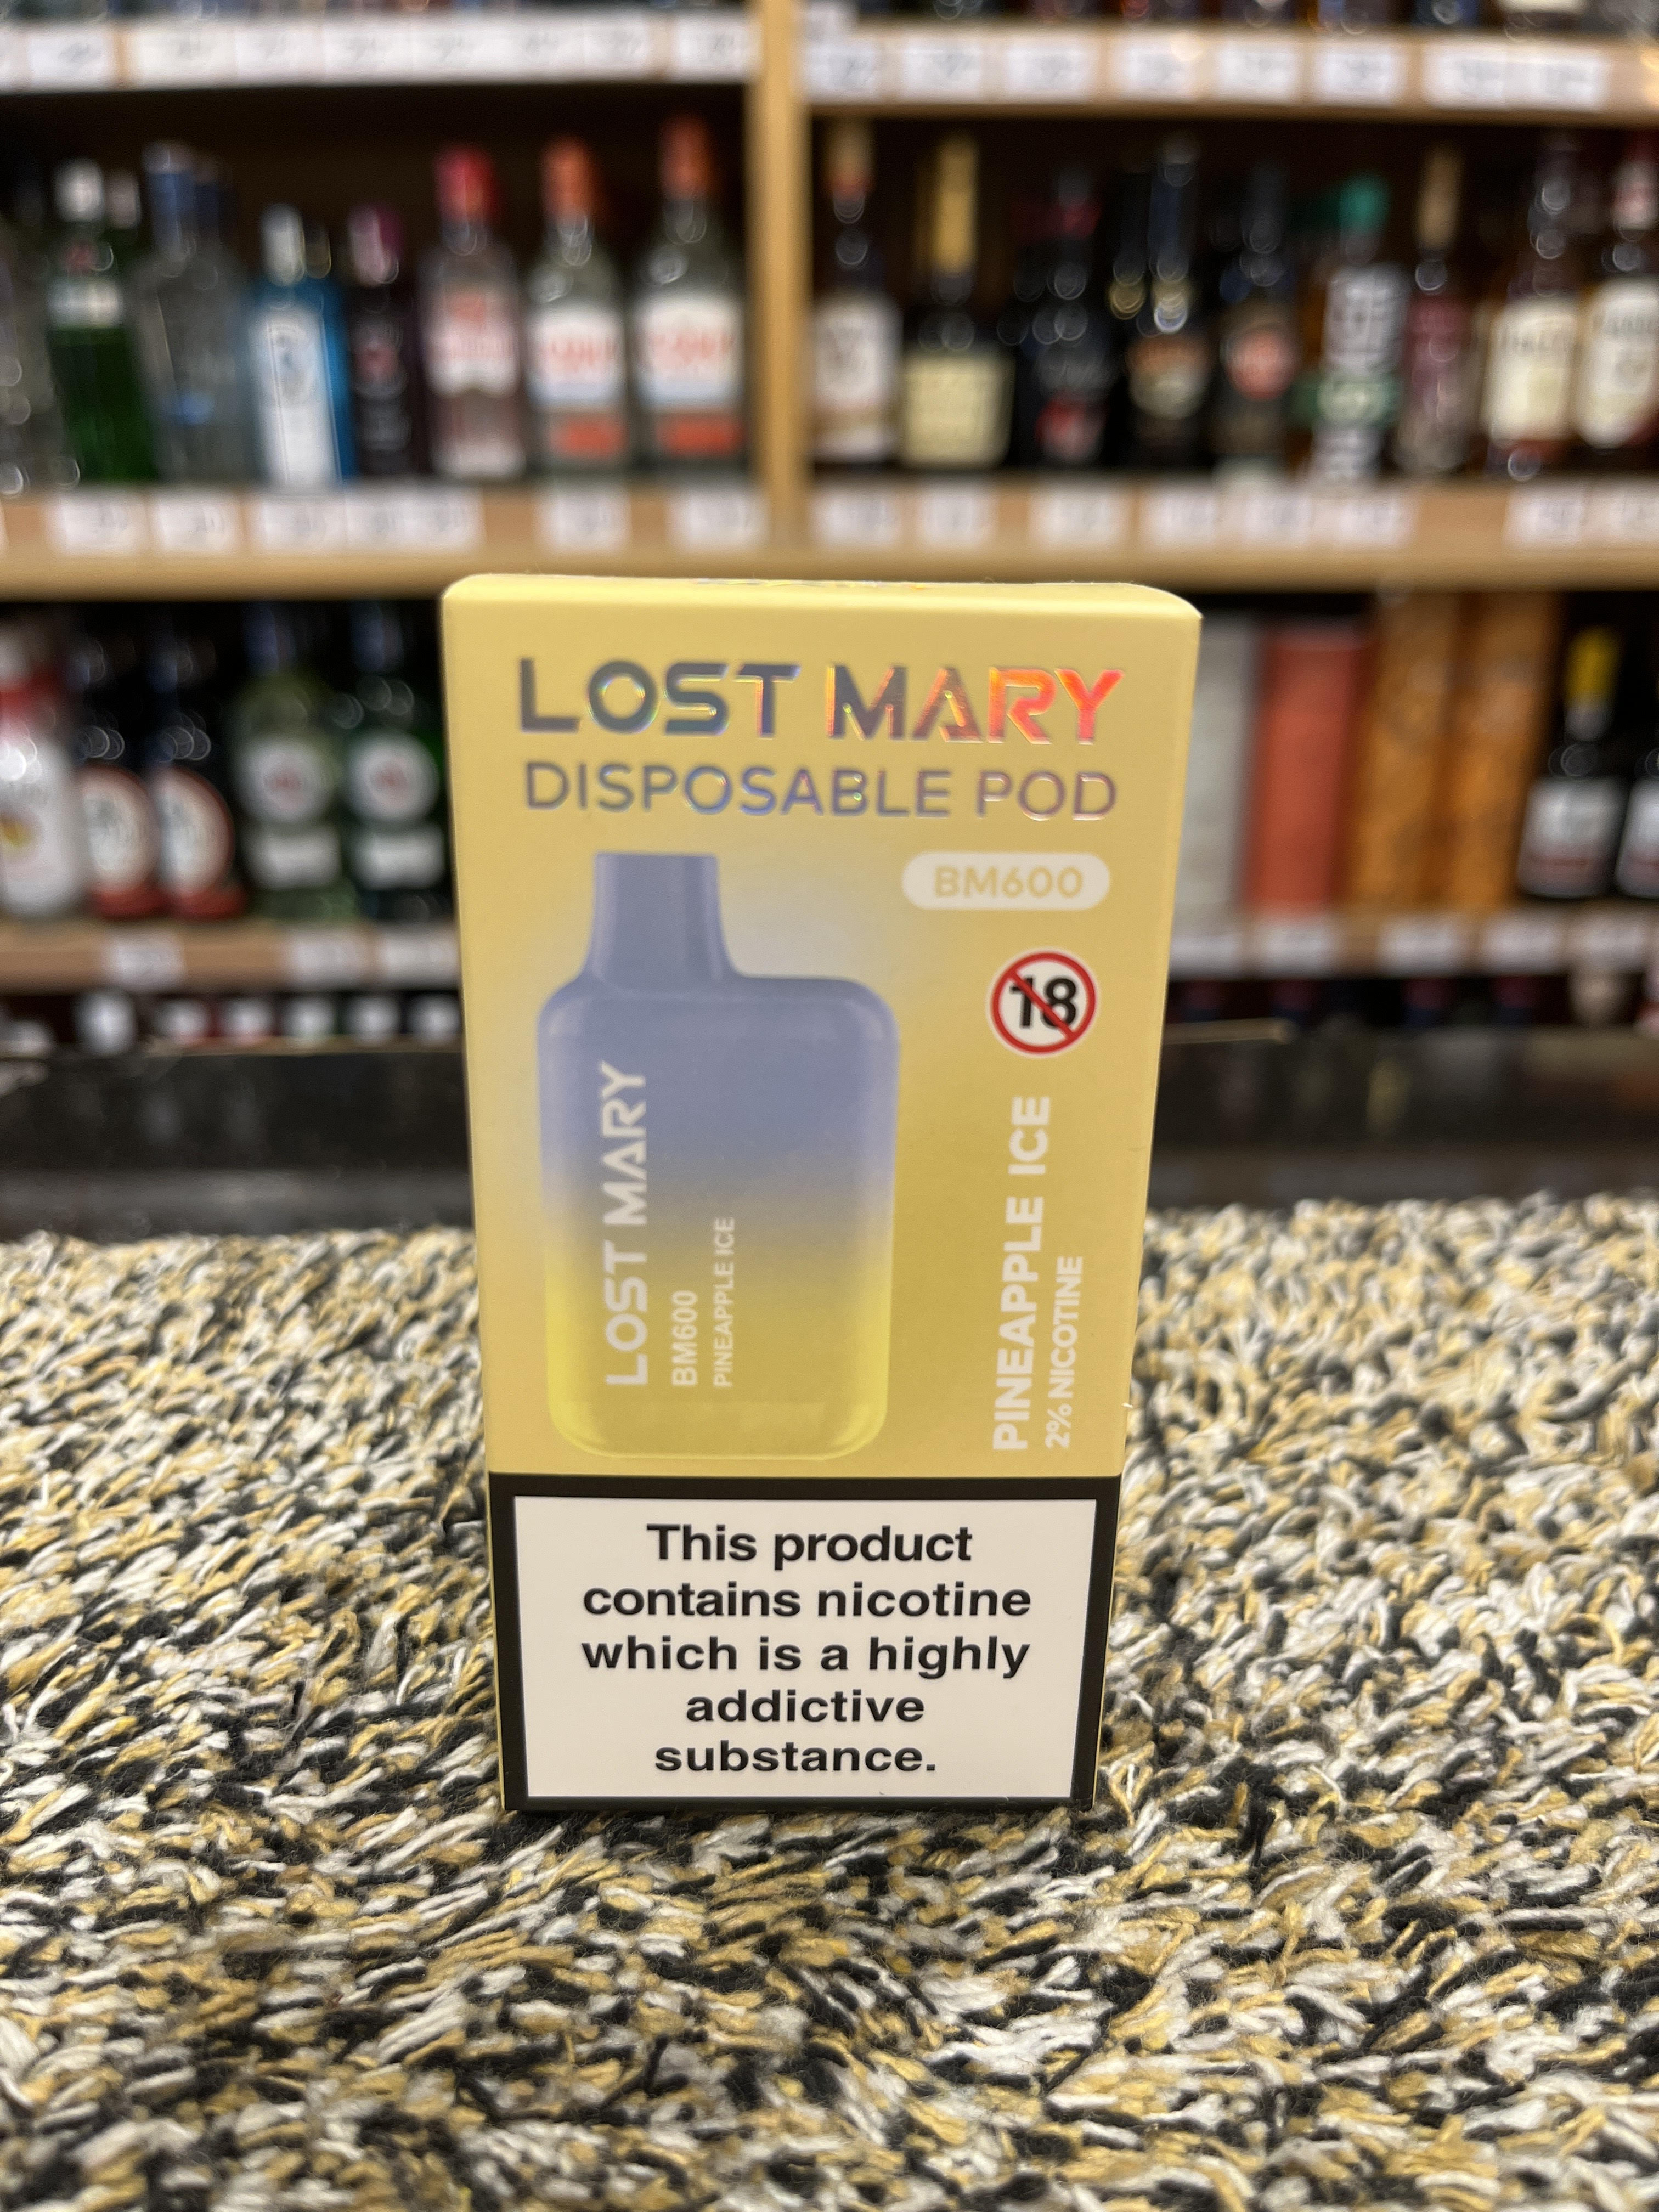 LOST MARY
DISPOSABLE POD
BM600
18
LOST MARY
BM600
PINEAPPLE ICE
PINEAPPLE ICE
2% NICOTINE
This product
contains nicotine
which is a highly
addictive
substance.